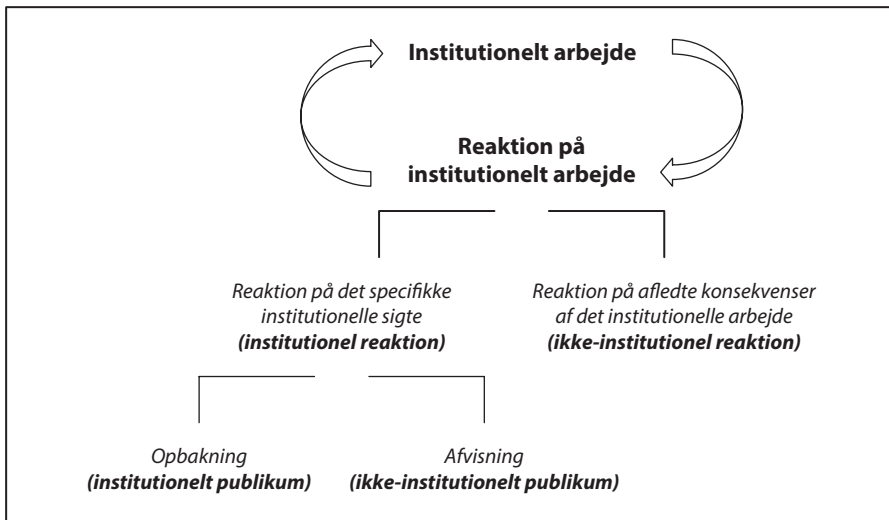 Institutionelt arbejde
Reaktion på
institutionelt arbejde
Reaktion på det specifikke
institutionelle sigte
(institutionel reaktion)
Reaktion på afledte konsekvenser
af det institutionelle arbejde
(ikke-institutionel reaktion)
Opbakning
(institutionelt publikum)
Afvisning
(ikke-institutionelt publikum)